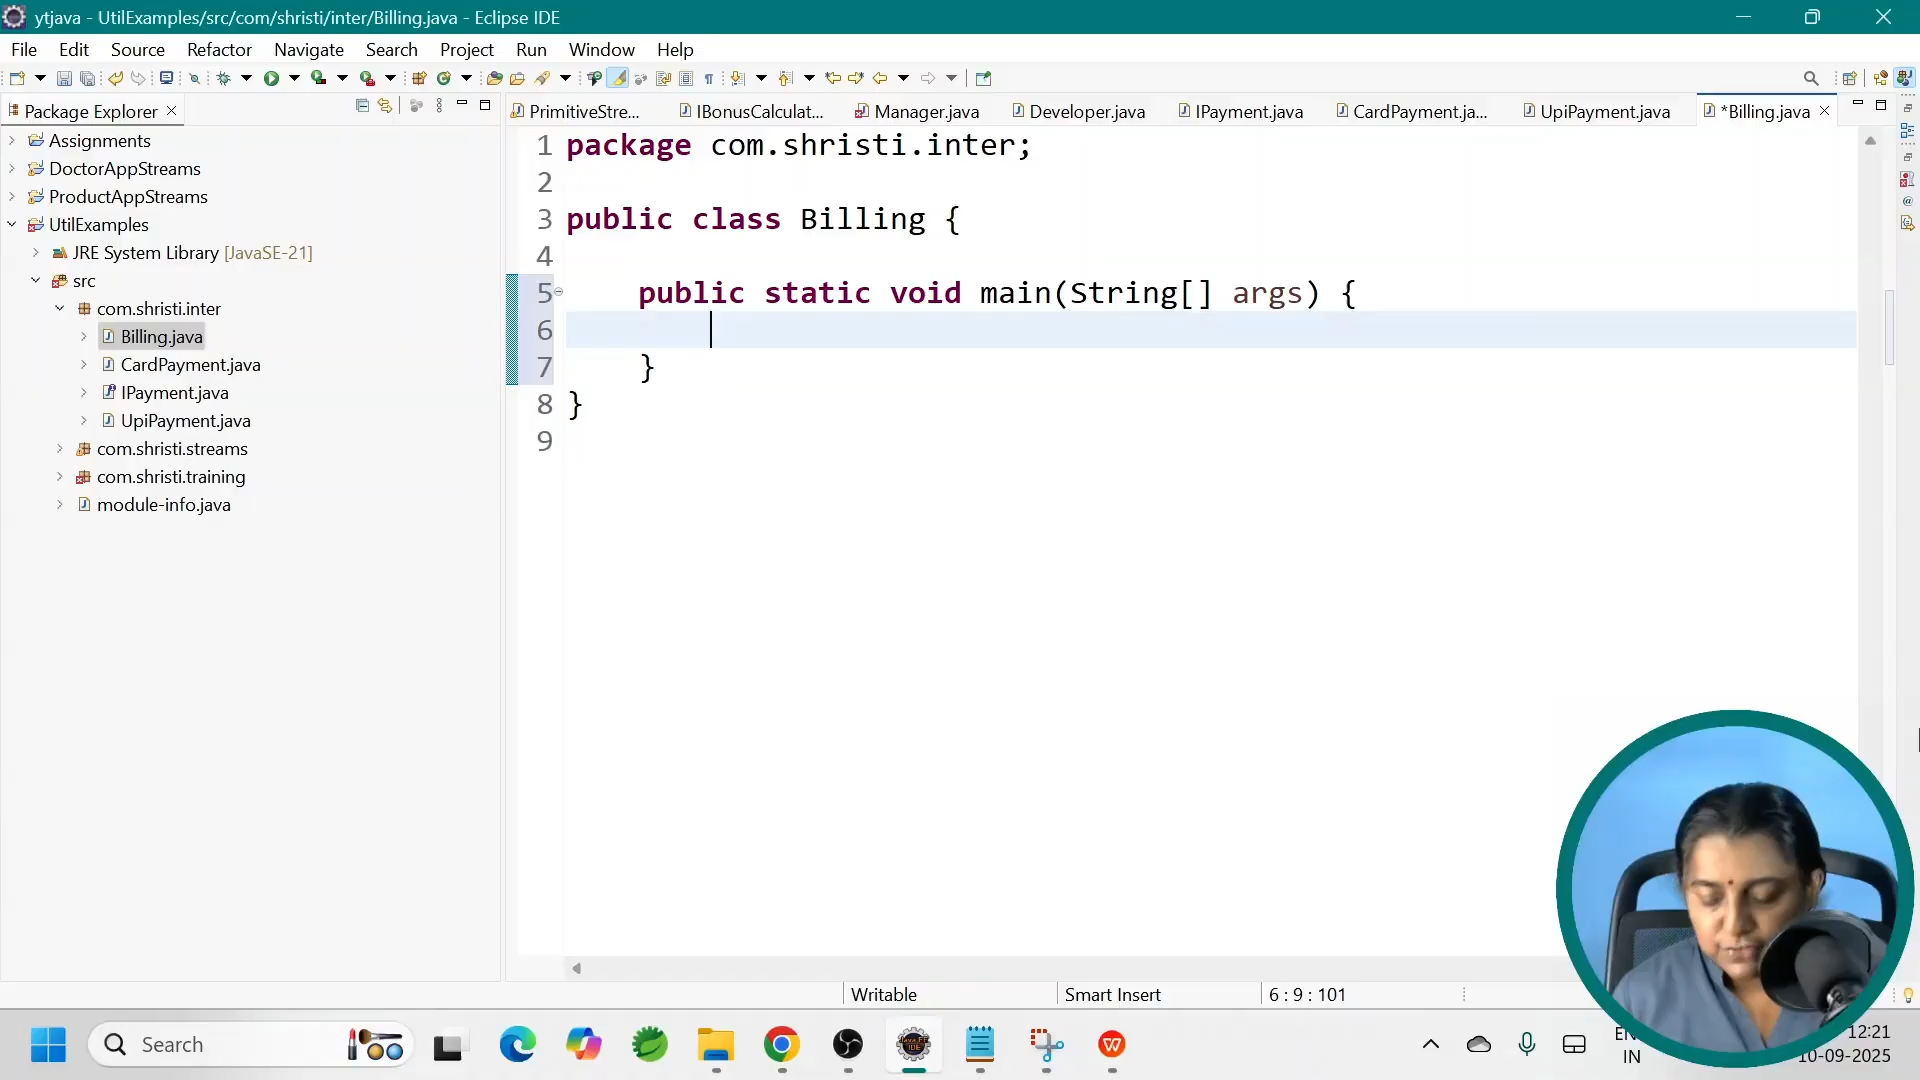 ytjava - UtilExamples/src/com/shristi/inter/Billing.java - Eclipse IDE
File Edit Source Refactor Navigate Search Project Run Window Help
Package Explorer
PrimitiveStre... IBonusCalculat... Manager.java Developer.java IPayment.java CardPayment.ja... UpiPayment.java *Billing.java
Assignments
DoctorAppStreams
ProductAppStreams
UtilExamples
JRE System Library [JavaSE-21]
src
com.shristi.inter
Billing.java
CardPayment.java
IPayment.java
UpiPayment.java
com.shristi.streams
com.shristi.training
module-info.java
1 package com.shristi.inter;
2
3 public class Billing {
4
5 public static void main(String[] args) {
6
7 }
8 }
9
Writable Smart Insert 6 : 9 : 101
Search
IN
12:21
10-09-2025